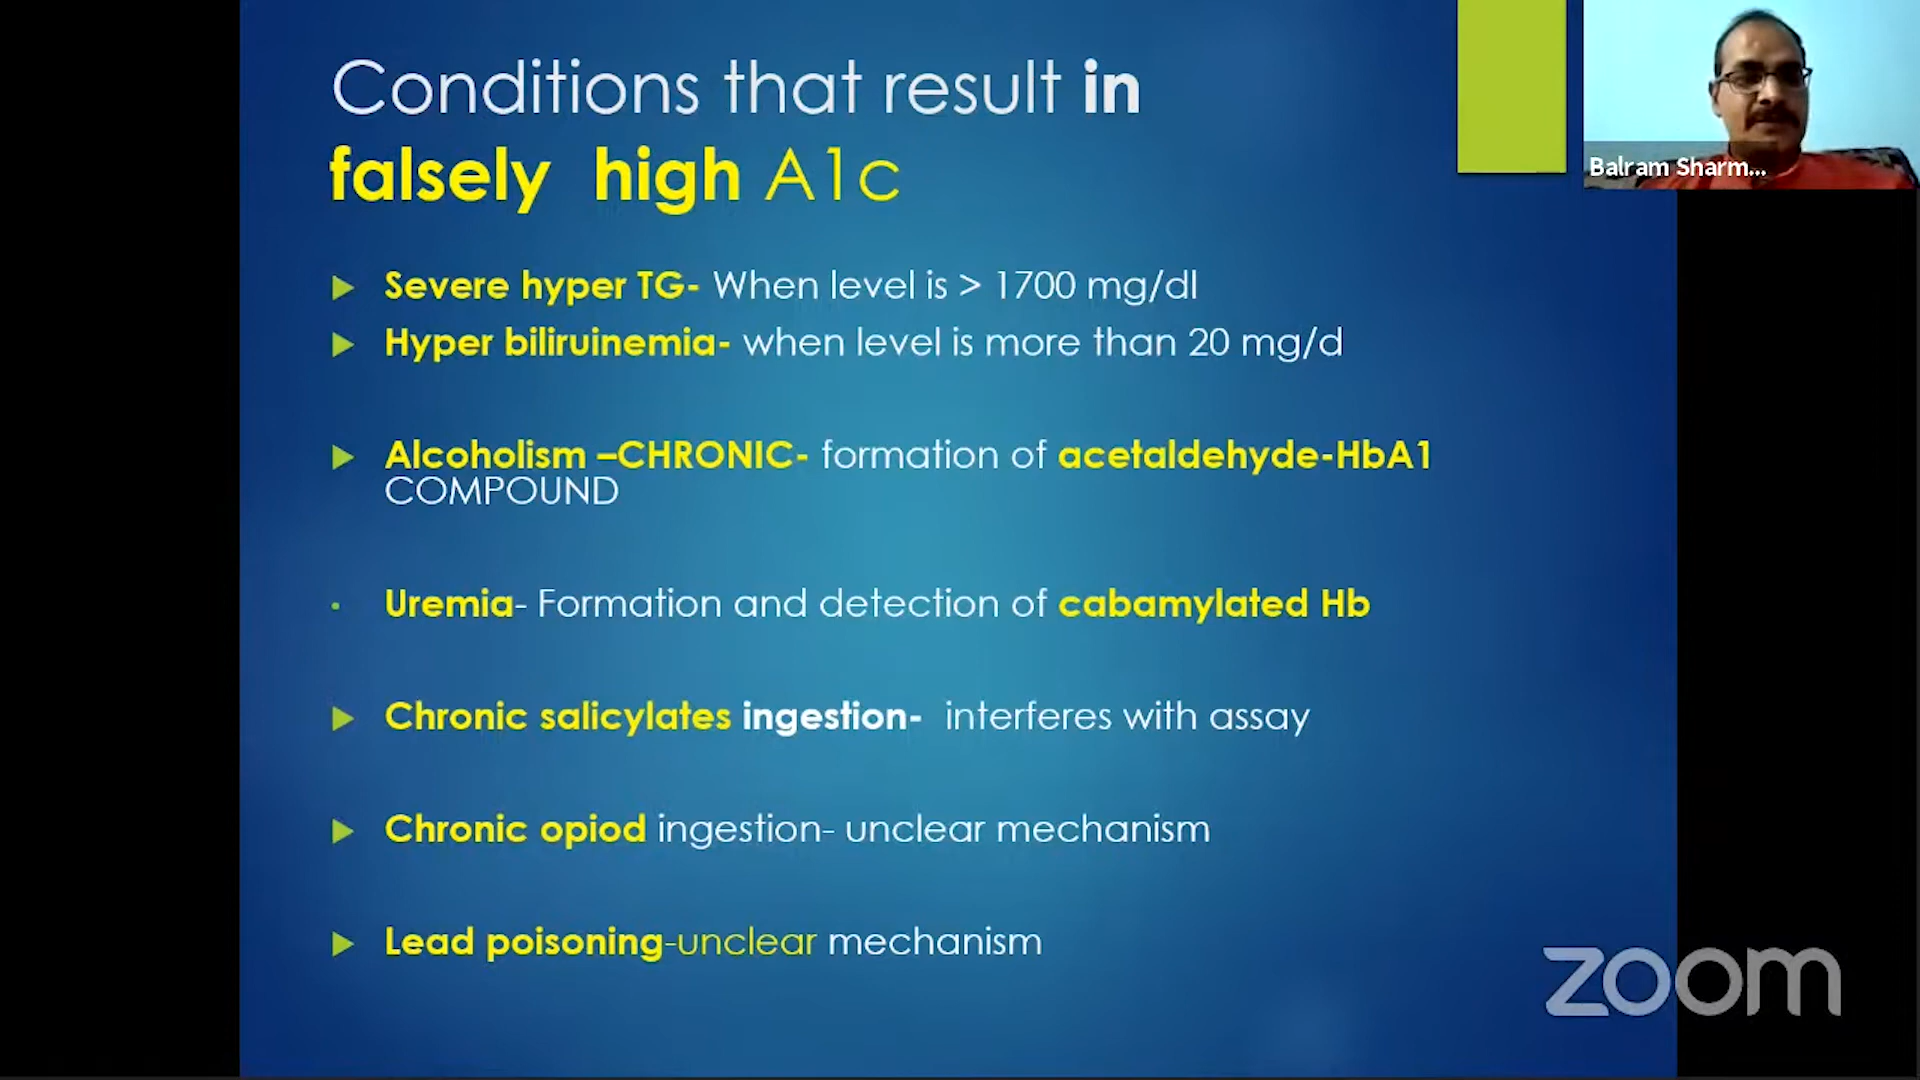 Conditions that result in
falsely high A1c
Severe hyper TG- When level is > 1700 mg/dl
Hyper biliruinemia- when level is more than 20 mg/d
Alcoholism –CHRONIC- formation of acetaldehyde-HbA1
COMPOUND
Uremia- Formation and detection of cabamylated Hb
Chronic salicylates ingestion- interferes with assay
Chronic opiod ingestion- unclear mechanism
Lead poisoning-unclear mechanism
Balram Sharm...
zoom